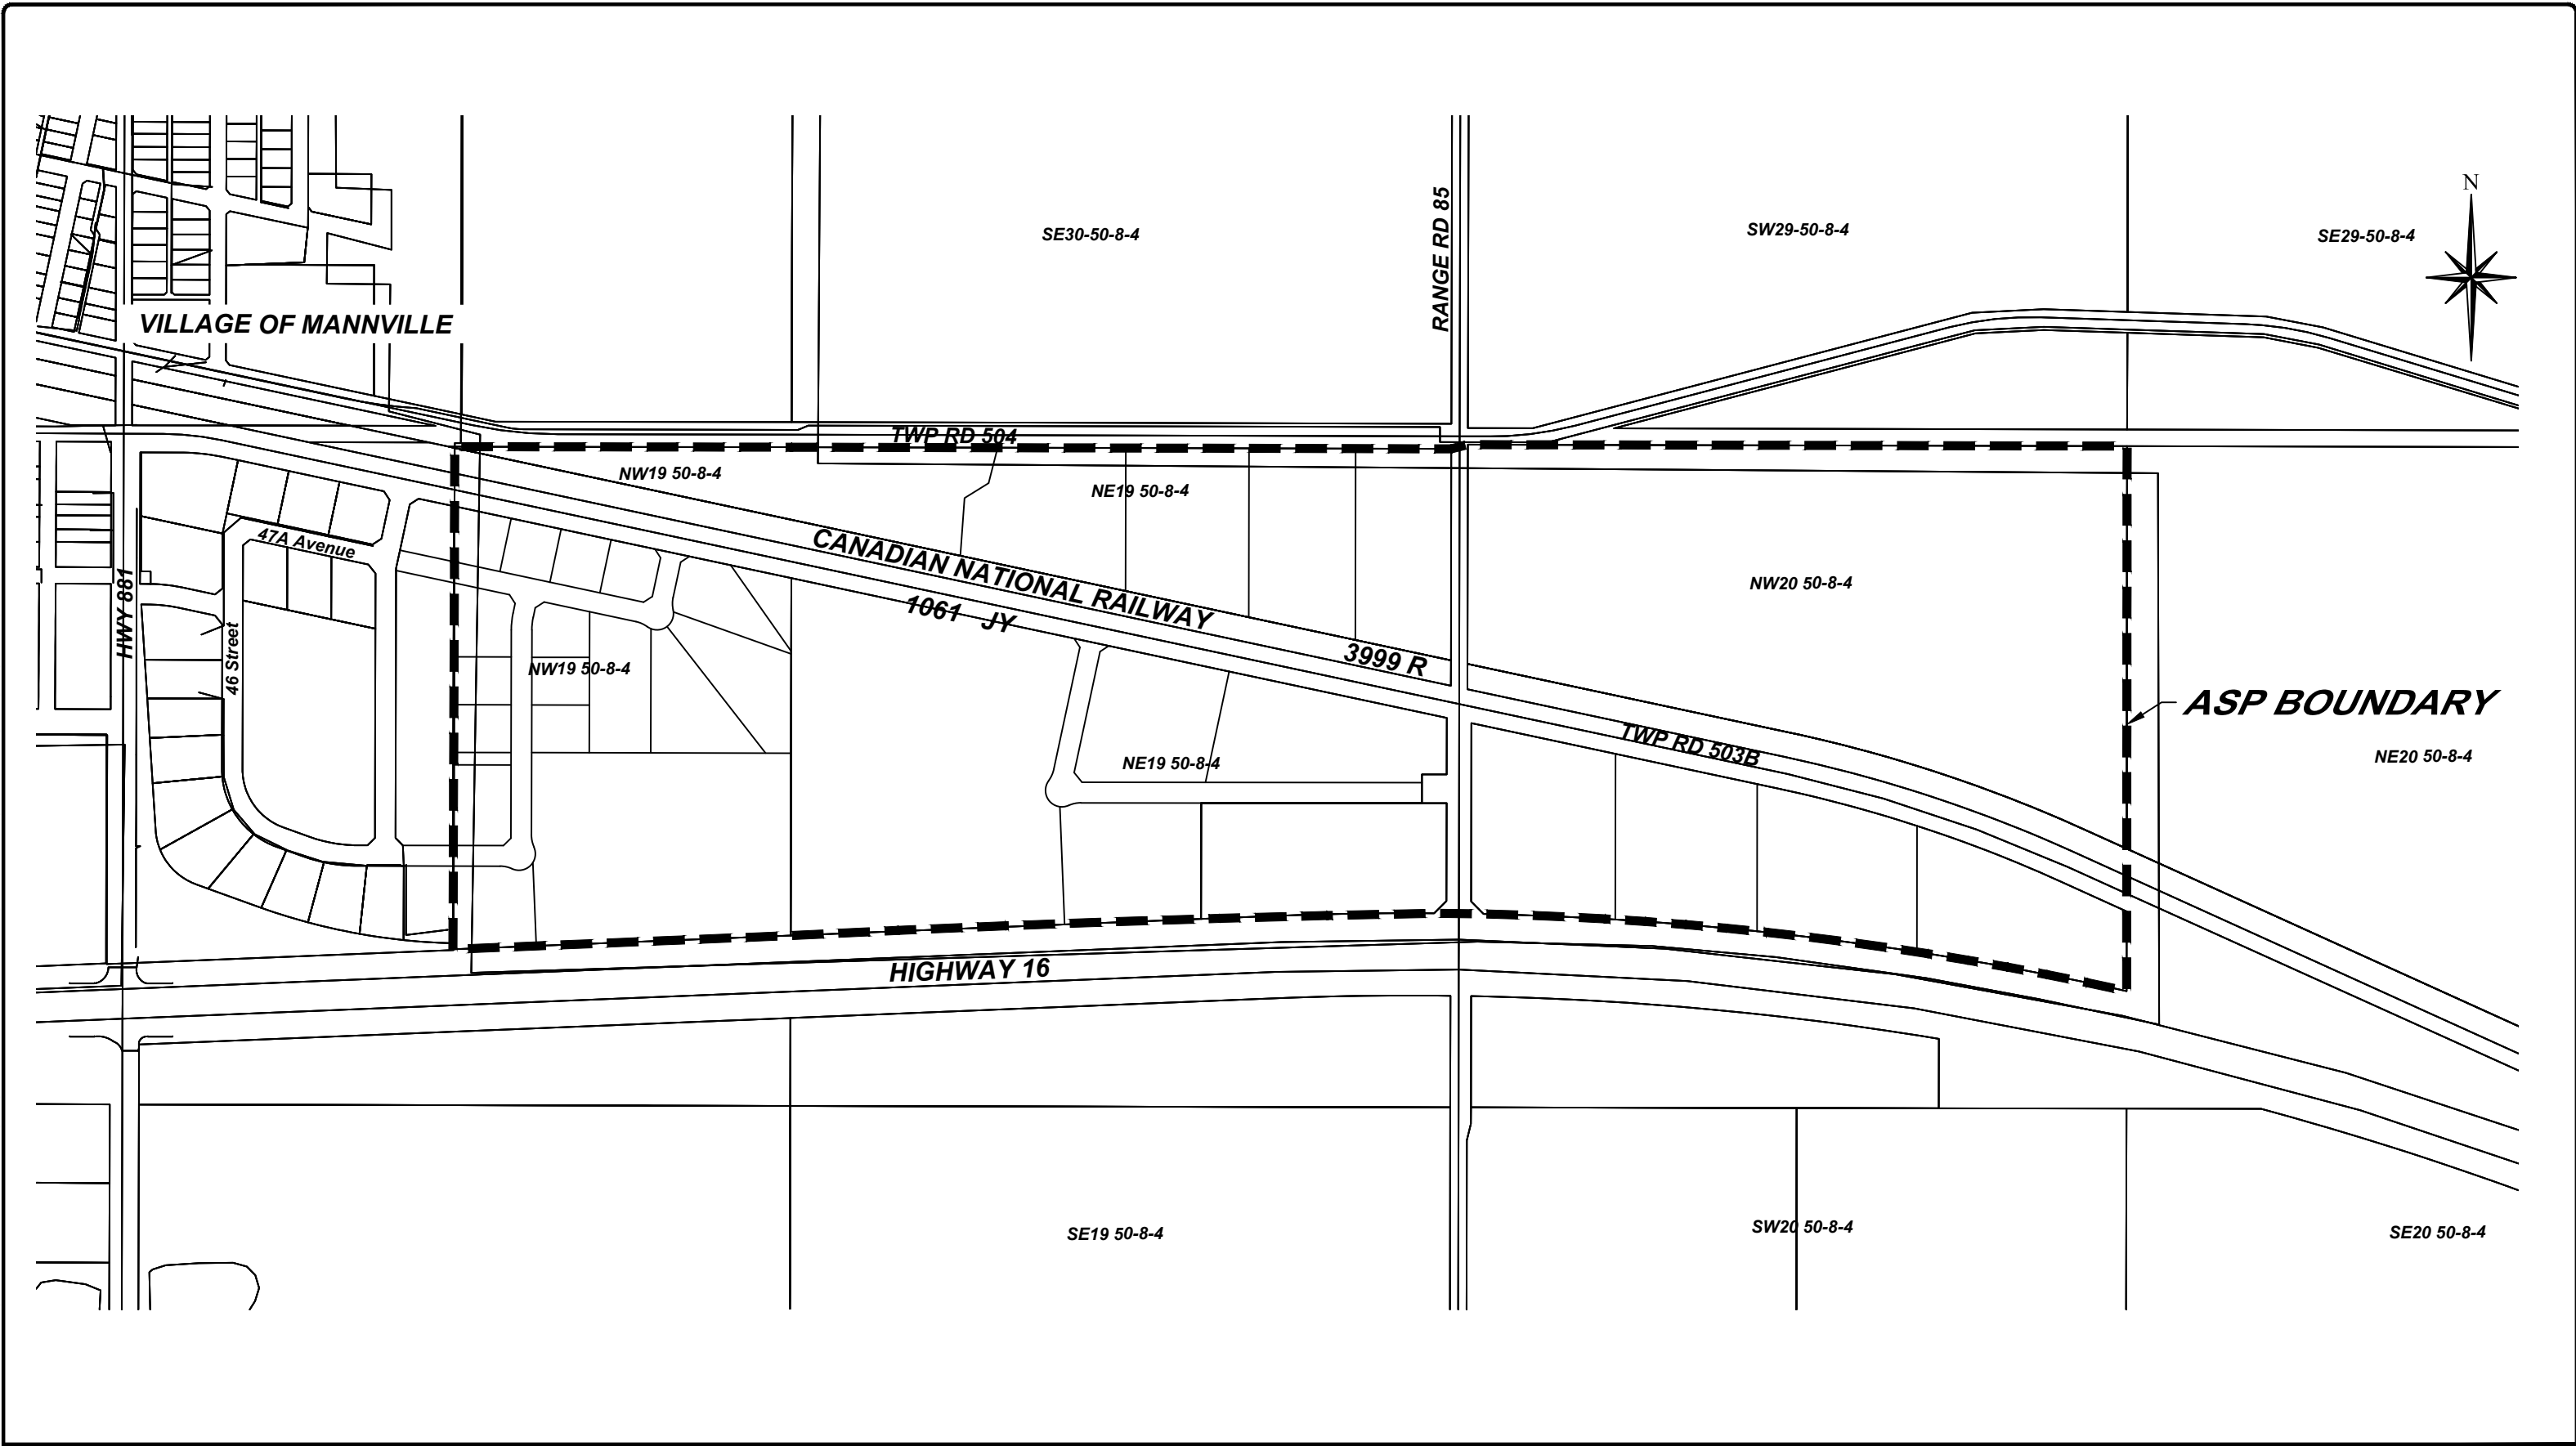 N
SE30-50-8-4
RANGE RD 85
SW29-50-8-4
SE29-50-8-4
VILLAGE OF MANNVILLE
TWP RD 504
NW19 50-8-4
NE19 50-8-4
47A Avenue
CANADIAN NATIONAL RAILWAY
1061 JY
3999 R
NW20 50-8-4
HWY 881
46 Street
NW19 50-8-4
ASP BOUNDARY
TWP RD 503B
NE19 50-8-4
NE20 50-8-4
HIGHWAY 16
SE19 50-8-4
SW20 50-8-4
SE20 50-8-4